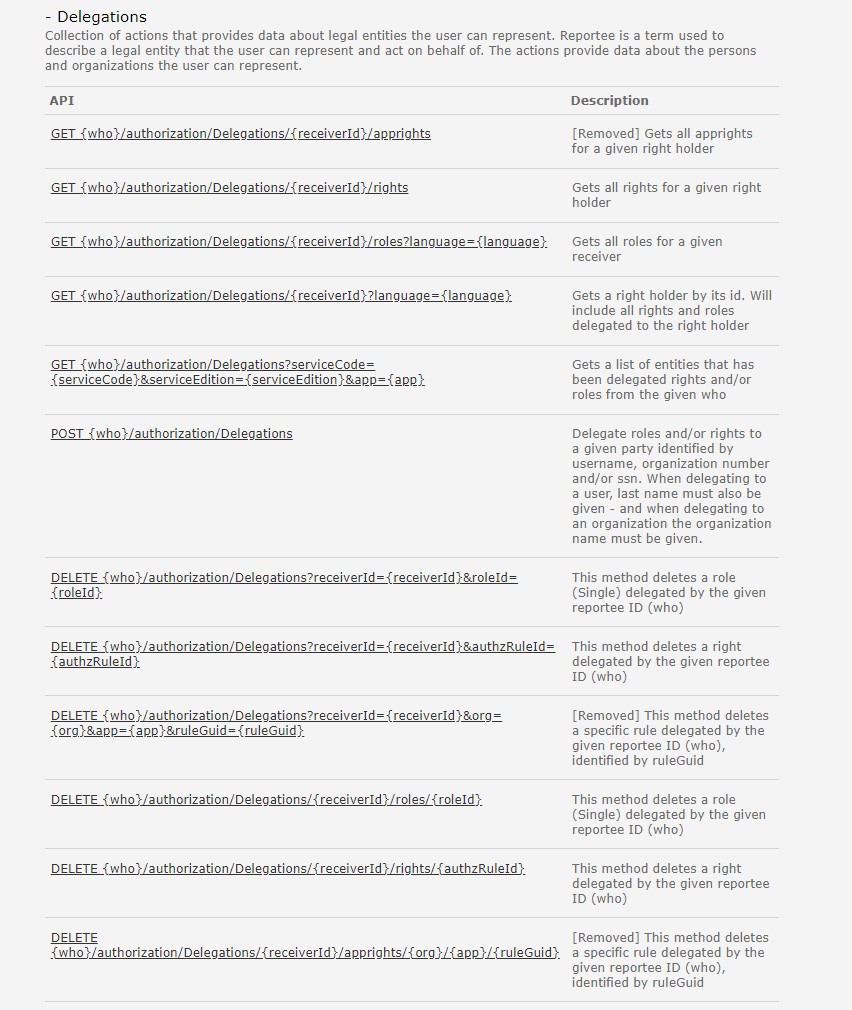 - Delegations
Collection of actions that provides data about legal entities the user can represent. Reportee is a term used to
describe a legal entity that the user can represent and act on behalf of. The actions provide data about the persons
and organizations the user can represent.
API
Description
GET {who}/authorization/Delegations/{receiverId}/apprights
[Removed] Gets all apprights
for a given right holder
GET {who}/authorization/Delegations/{receiverId}/rights
Gets all rights for a given right
holder
GET {who}/authorization/Delegations/{receiverId}/roles?language={language}
Gets all roles for a given
receiver
GET {who}/authorization/Delegations/{receiverId}?language={language}
Gets a right holder by its id. Will
include all rights and roles
delegated to the right holder
GET {who}/authorization/Delegations?serviceCode=
{serviceCode}&serviceEdition={serviceEdition}&app={app}
Gets a list of entities that has
been delegated rights and/or
roles from the given who
POST {who}/authorization/Delegations
Delegate roles and/or rights to
a given party identified by
username, organization number
and/or ssn. When delegating to
a user, last name must also be
given - and when delegating to
an organization the organization
name must be given.
DELETE {who}/authorization/Delegations?receiverId={receiverId}&roleId=
{roleId}
This method deletes a role
(Single) delegated by the given
reportee ID (who)
DELETE {who}/authorization/Delegations?receiverId={receiverId}&authzRuleId=
{authzRuleId}
This method deletes a right
delegated by the given reportee
ID (who)
DELETE {who}/authorization/Delegations?receiverId={receiverId}&org=
{org}&app={app}&ruleGuid={ruleGuid}
[Removed] This method deletes
a specific rule delegated by the
given reportee ID (who),
identified by ruleGuid
DELETE {who}/authorization/Delegations/{receiverId}/roles/{roleId}
This method deletes a role
(Single) delegated by the given
reportee ID (who)
DELETE {who}/authorization/Delegations/{receiverId}/rights/{authzRuleId}
This method deletes a right
delegated by the given reportee
ID (who)
DELETE
{who}/authorization/Delegations/{receiverId}/apprights/{org}/{app}/{ruleGuid}
[Removed] This method deletes
a specific rule delegated by the
given reportee ID (who),
identified by ruleGuid